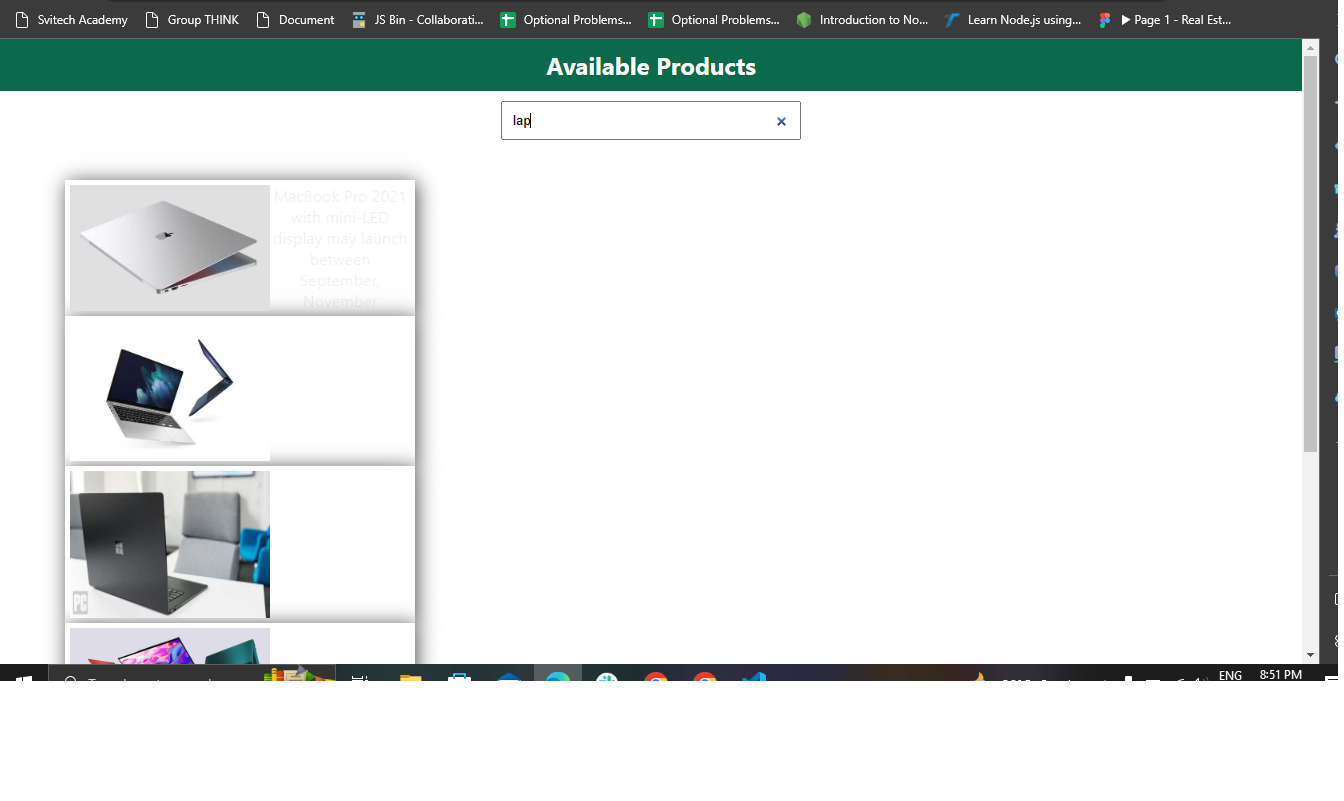 Svitech Academy
Group THINK
Document
JS Bin - Collaborati...
Optional Problems...
Optional Problems...
Introduction to No...
Learn Node.js using...
▶ Page 1 - Real Est...
Available Products
lap
MacBook Pro 2021
with mini-LED
display may launch
between
September,
November
PC
ENG
8:51 PM